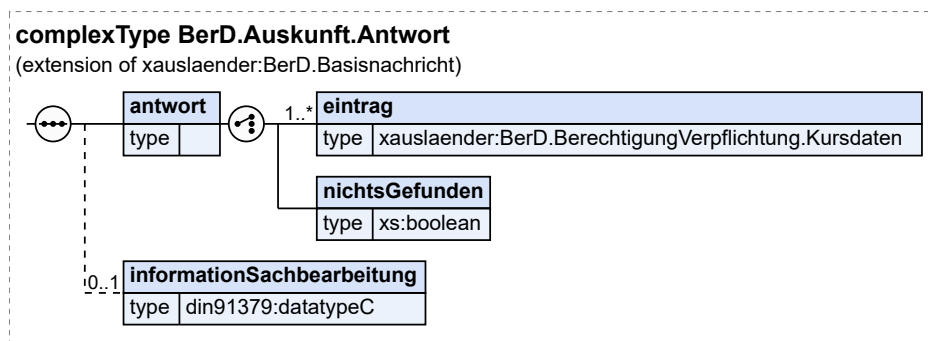 complexType BerD.Auskunft.Antwort
(extension of xauslaender:BerD.Basisnachricht)
antwort
type
1..*
eintrag
type xauslaender:BerD.BerechtigungVerpflichtung.Kursdaten
nichtsGefunden
type xs:boolean
0..1
informationSachbearbeitung
type din91379:datatypeC